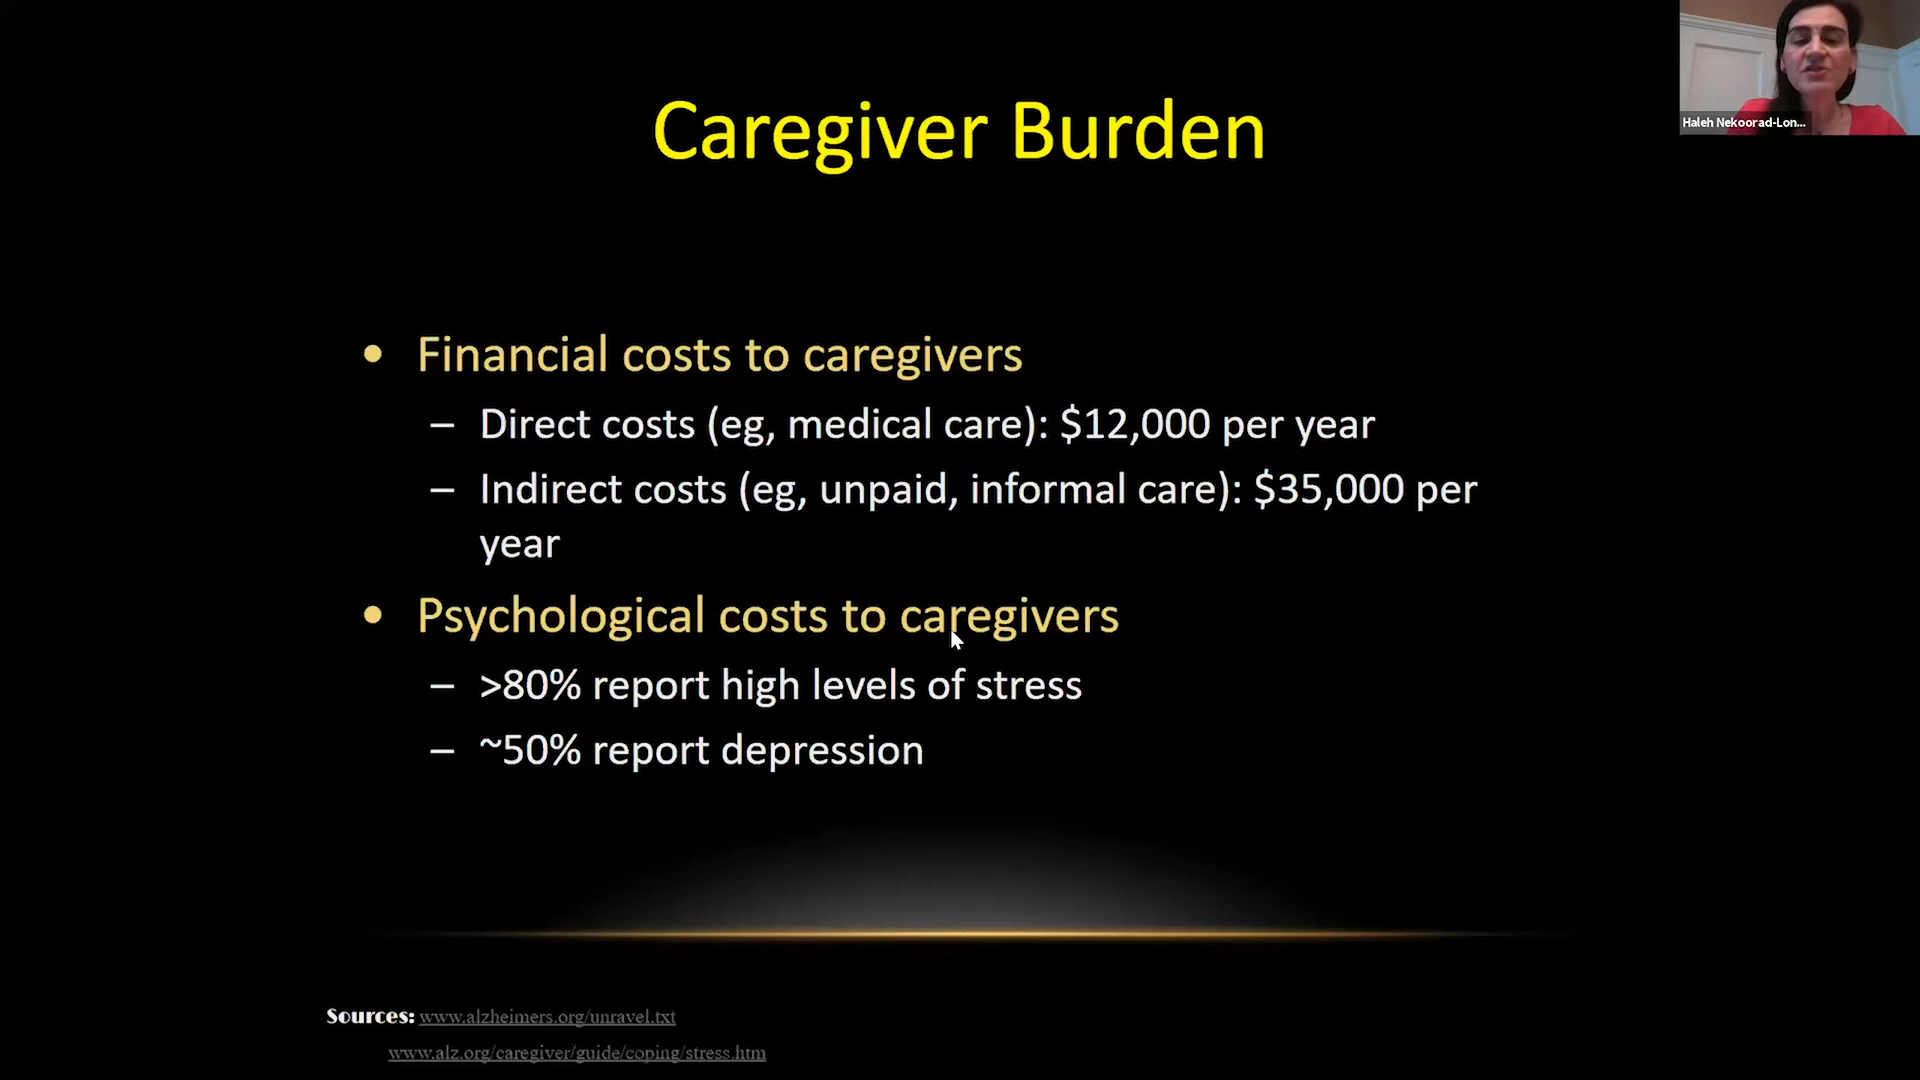 Caregiver Burden
Haleh Nekoorad-Lon...
• Financial costs to caregivers
– Direct costs (eg, medical care): $12,000 per year
– Indirect costs (eg, unpaid, informal care): $35,000 per
year
• Psychological costs to caregivers
– >80% report high levels of stress
– ~50% report depression
Sources: www.alzheimers.org/unravel.txt
www.alz.org/caregiver/guide/coping/stress.htm